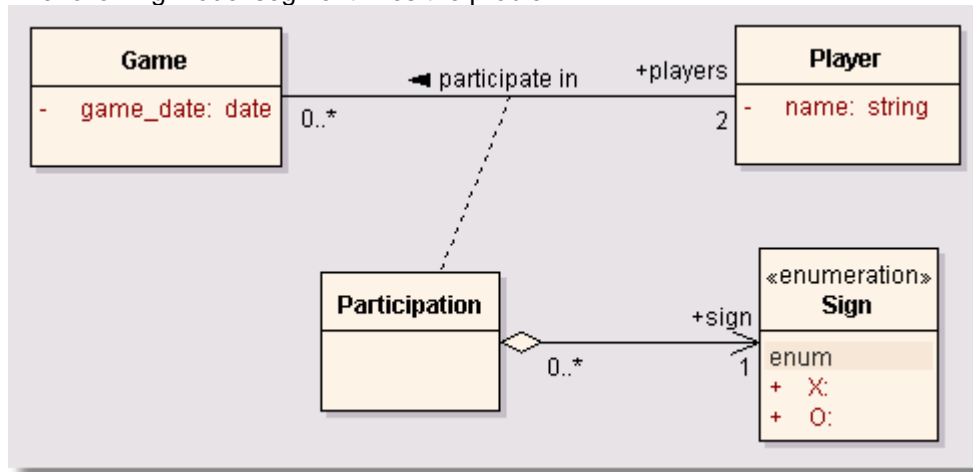 Game
- game_date: date
0..*
participate in
+players
2
Player
- name: string
Participation
0..*
+sign
1
«enumeration»
Sign
enum
+ X:
+ O: